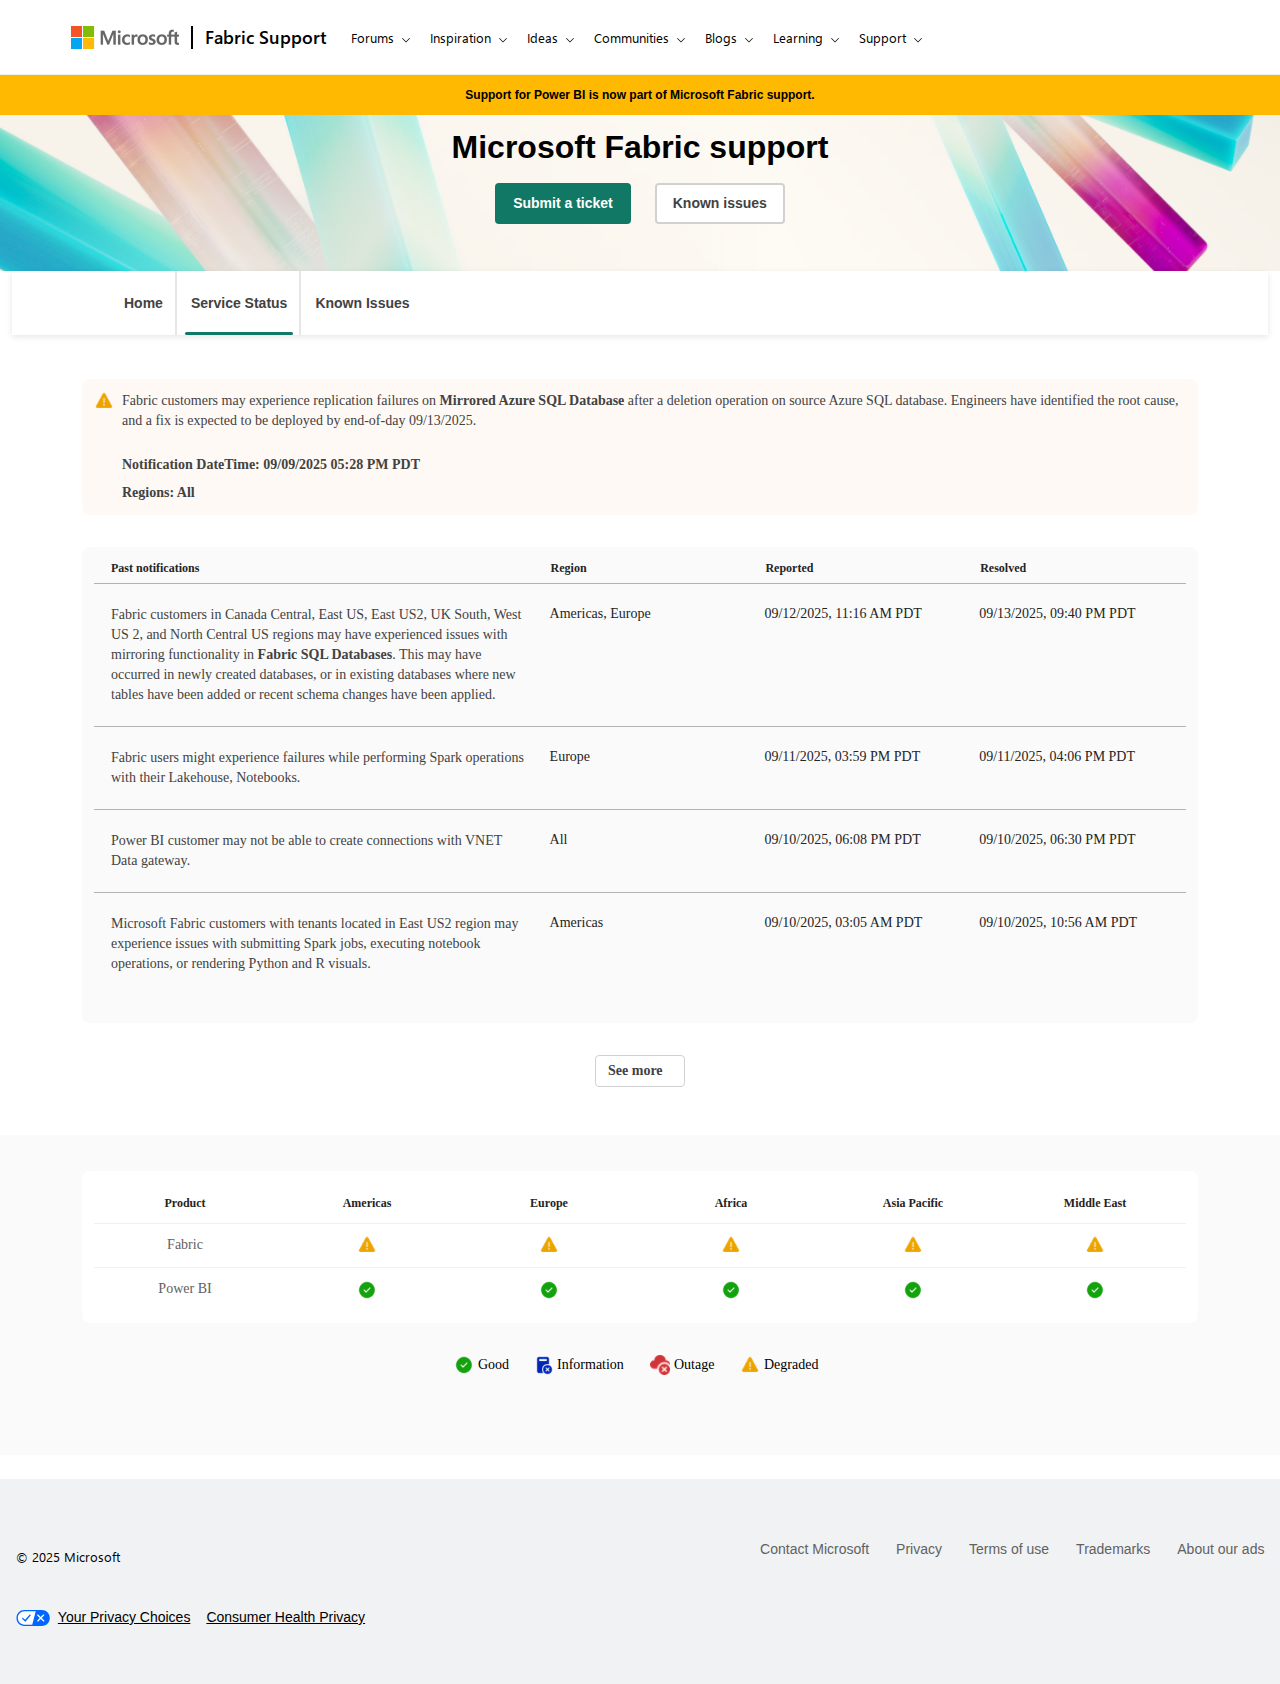 Microsoft | Fabric Support Forums Inspiration Ideas Communities Blogs Learning Support
Support for Power BI is now part of Microsoft Fabric support.
Microsoft Fabric support
Submit a ticket Known issues
Home Service Status Known Issues
Fabric customers may experience replication failures on Mirrored Azure SQL Database after a deletion operation on source Azure SQL database. Engineers have identified the root cause,
and a fix is expected to be deployed by end-of-day 09/13/2025.
Notification DateTime: 09/09/2025 05:28 PM PDT
Regions: All
Past notifications Region Reported Resolved
Fabric customers in Canada Central, East US, East US2, UK South, West Americas, Europe 09/12/2025, 11:16 AM PDT 09/13/2025, 09:40 PM PDT
US 2, and North Central US regions may have experienced issues with
mirroring functionality in Fabric SQL Databases. This may have
occurred in newly created databases, or in existing databases where new
tables have been added or recent schema changes have been applied.
Fabric users might experience failures while performing Spark operations Europe 09/11/2025, 03:59 PM PDT 09/11/2025, 04:06 PM PDT
with their Lakehouse, Notebooks.
Power BI customer may not be able to create connections with VNET All 09/10/2025, 06:08 PM PDT 09/10/2025, 06:30 PM PDT
Data gateway.
Microsoft Fabric customers with tenants located in East US2 region may Americas 09/10/2025, 03:05 AM PDT 09/10/2025, 10:56 AM PDT
experience issues with submitting Spark jobs, executing notebook
operations, or rendering Python and R visuals.
See more
Product Americas Europe Africa Asia Pacific Middle East
Fabric
Power BI
Good Information Outage Degraded
Contact Microsoft Privacy Terms of use Trademarks About our ads
© 2025 Microsoft
Your Privacy Choices Consumer Health Privacy